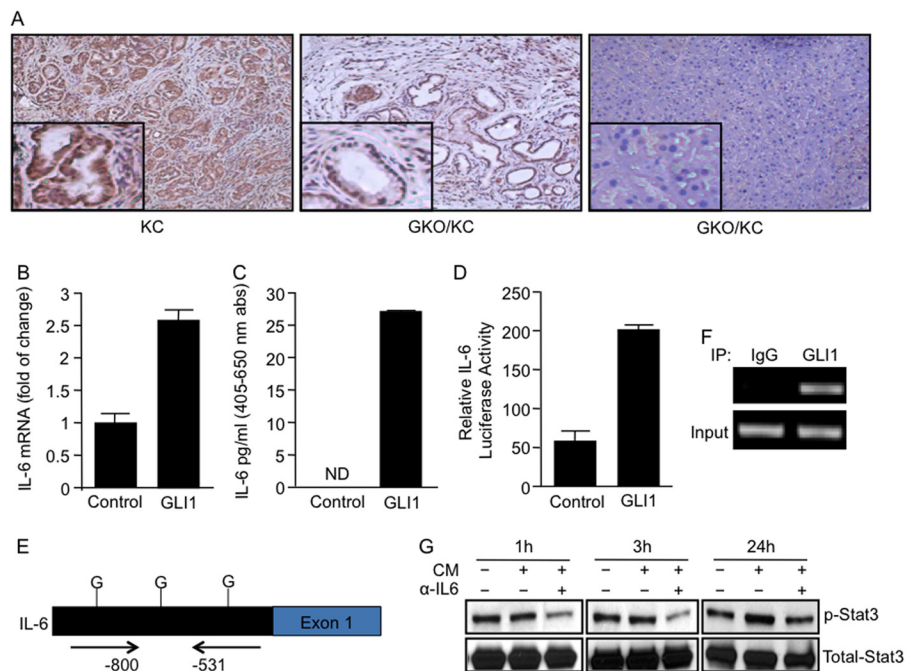 A
KC
GKO/KC
GKO/KC
B
IL-6 mRNA (fold of change)
3
2.5
2
1.5
1
0.5
0
Control
GLI1
C
IL-6 pg/ml (405-650 nm abs)
30
25
20
15
10
5
0
ND
Control
GLI1
D
Relative IL-6
Luciferase Activity
250
200
150
100
50
0
Control
GLI1
F
IP: IgG GLI1
Input
E
G G G
IL-6
Exon 1
-800
-531
G
1h 3h 24h
CM − + + − + + − + +
α-IL6 − − + − − + − − +
p-Stat3
Total-Stat3